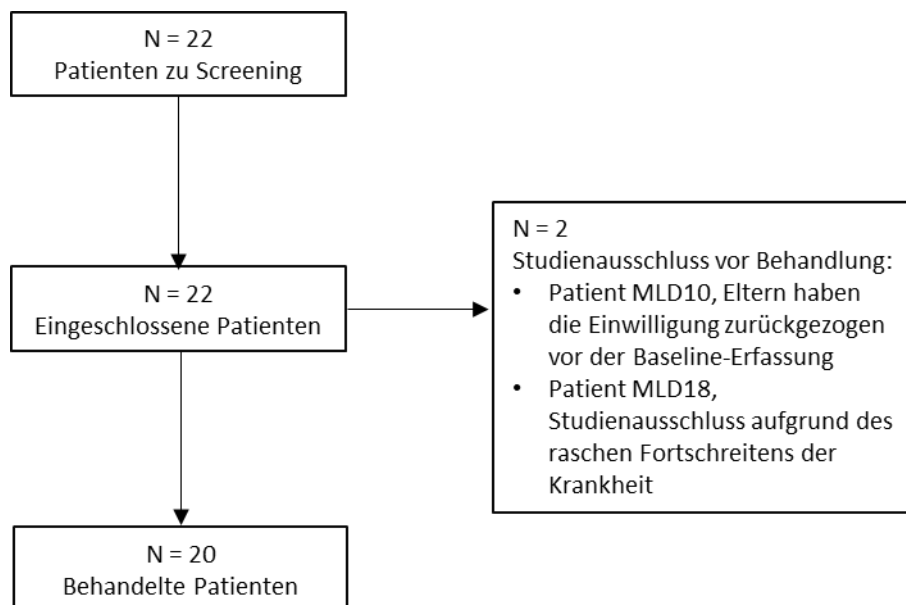 N = 22
Patienten zu Screening
N = 22
Eingeschlossene Patienten
N = 2
Studienausschluss vor Behandlung:
• Patient MLD10, Eltern haben
die Einwilligung zurückgezogen
vor der Baseline-Erfassung
• Patient MLD18,
Studienausschluss aufgrund des
raschen Fortschreitens der
Krankheit
N = 20
Behandelte Patienten